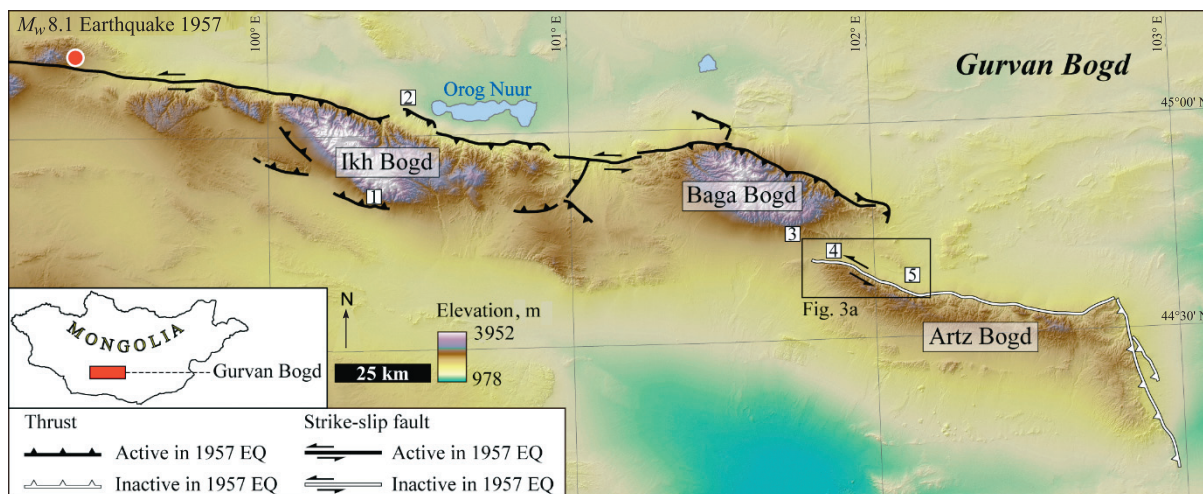 Mw 8.1 Earthquake 1957
100° E
101° E
102° E
103° E
Gurvan Bogd
45°00' N
2
Orog Nuur
Ikh Bogd
1
Baga Bogd
3
4
5
Fig. 3a
Artz Bogd
44°30' N
MONGOLIA
Gurvan Bogd
N
25 km
Elevation, m
3952
978
Thrust
Active in 1957 EQ
Inactive in 1957 EQ
Strike-slip fault
Active in 1957 EQ
Inactive in 1957 EQ